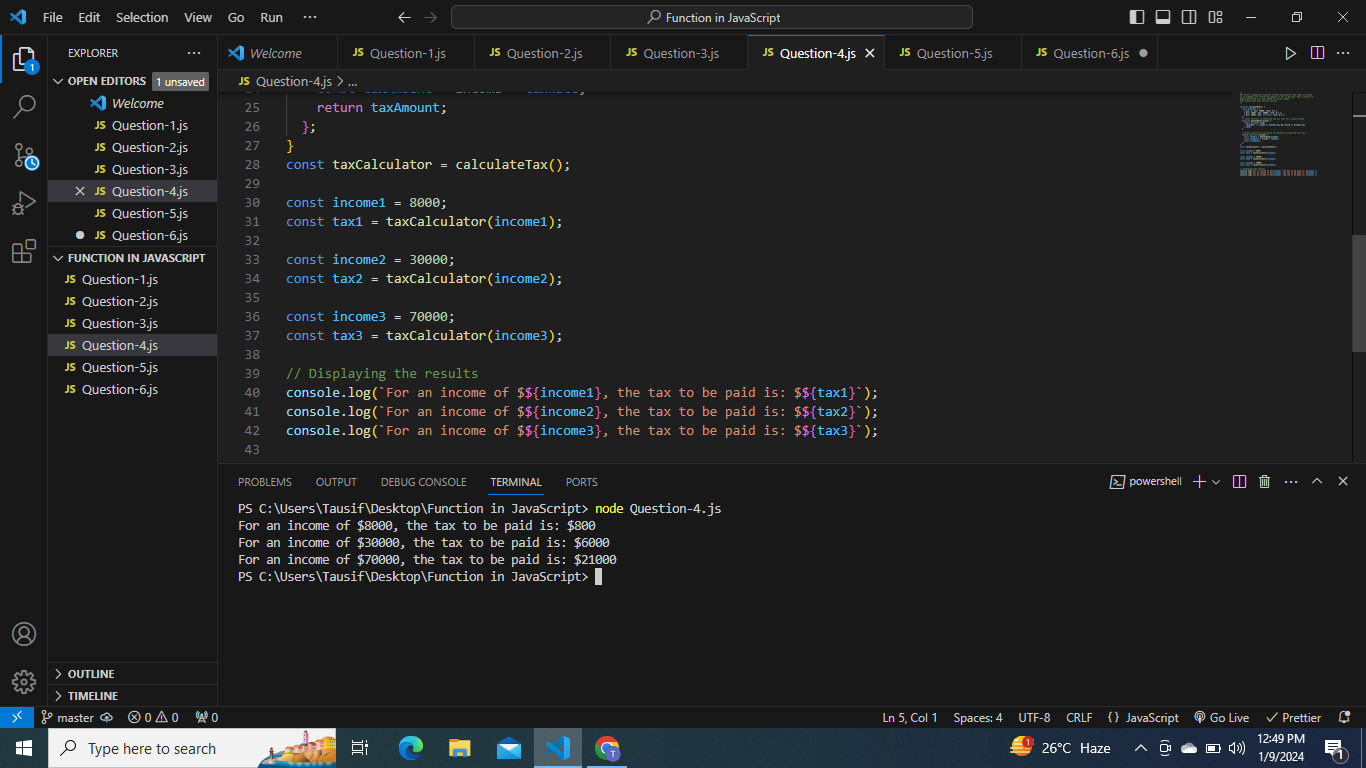 File Edit Selection View Go Run ··· Function in JavaScript
EXPLORER ···
OPEN EDITORS 1 unsaved
Welcome
JS Question-1.js
JS Question-2.js
JS Question-3.js
JS Question-4.js
JS Question-5.js
JS Question-6.js
FUNCTION IN JAVASCRIPT
JS Question-1.js
JS Question-2.js
JS Question-3.js
JS Question-4.js
JS Question-5.js
JS Question-6.js
OUTLINE
TIMELINE
Welcome JS Question-1.js JS Question-2.js JS Question-3.js JS Question-4.js JS Question-5.js JS Question-6.js
JS Question-4.js > ...
25 return taxAmount;
26 };
27 }
28 const taxCalculator = calculateTax();
29
30 const income1 = 8000;
31 const tax1 = taxCalculator(income1);
32
33 const income2 = 30000;
34 const tax2 = taxCalculator(income2);
35
36 const income3 = 70000;
37 const tax3 = taxCalculator(income3);
38
39 // Displaying the results
40 console.log(`For an income of $${income1}, the tax to be paid is: $${tax1}`);
41 console.log(`For an income of $${income2}, the tax to be paid is: $${tax2}`);
42 console.log(`For an income of $${income3}, the tax to be paid is: $${tax3}`);
43
PROBLEMS OUTPUT DEBUG CONSOLE TERMINAL PORTS powershell
PS C:\Users\Tausif\Desktop\Function in JavaScript> node Question-4.js
For an income of $8000, the tax to be paid is: $800
For an income of $30000, the tax to be paid is: $6000
For an income of $70000, the tax to be paid is: $21000
PS C:\Users\Tausif\Desktop\Function in JavaScript>
master 0 0 0 Ln 5, Col 1 Spaces: 4 UTF-8 CRLF {} JavaScript Go Live Prettier
Type here to search 26°C Haze 12:49 PM
1/9/2024